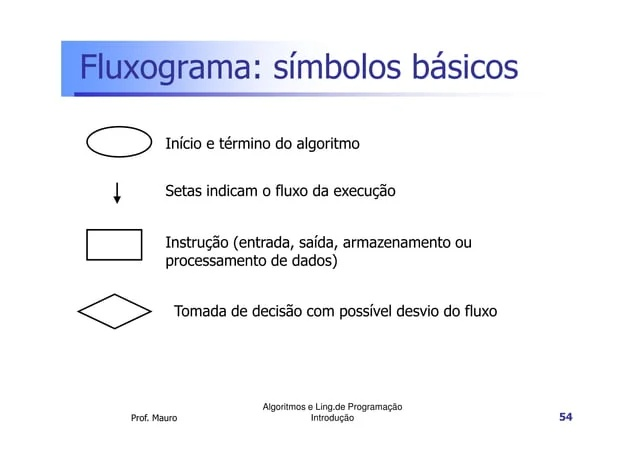 Fluxograma: símbolos básicos
Início e término do algoritmo
Setas indicam o fluxo da execução
Instrução (entrada, saída, armazenamento ou
processamento de dados)
Tomada de decisão com possível desvio do fluxo
Prof. Mauro
Algoritmos e Ling.de Programação
Introdução
54